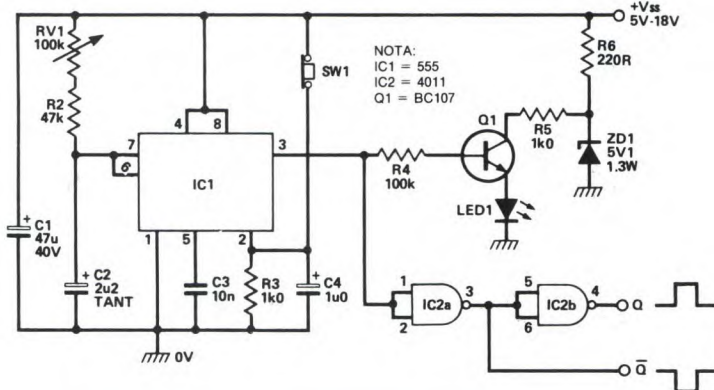 +Vss
5V-18V
RV1
100k
R2
47k
SW1
NOTA:
IC1 = 555
IC2 = 4011
Q1 = BC107
R6
220R
Q1
R5
1k0
ZD1
5V1
1.3W
4
8
7
6
3
IC1
R4
100k
LED1
1
5
2
C1
+
47u
40V
C2
+
2u2
TANT
C3
10n
R3
1k0
+
C4
1u0
0V
1
2
IC2a
3
5
6
IC2b
4
Q
Q̅